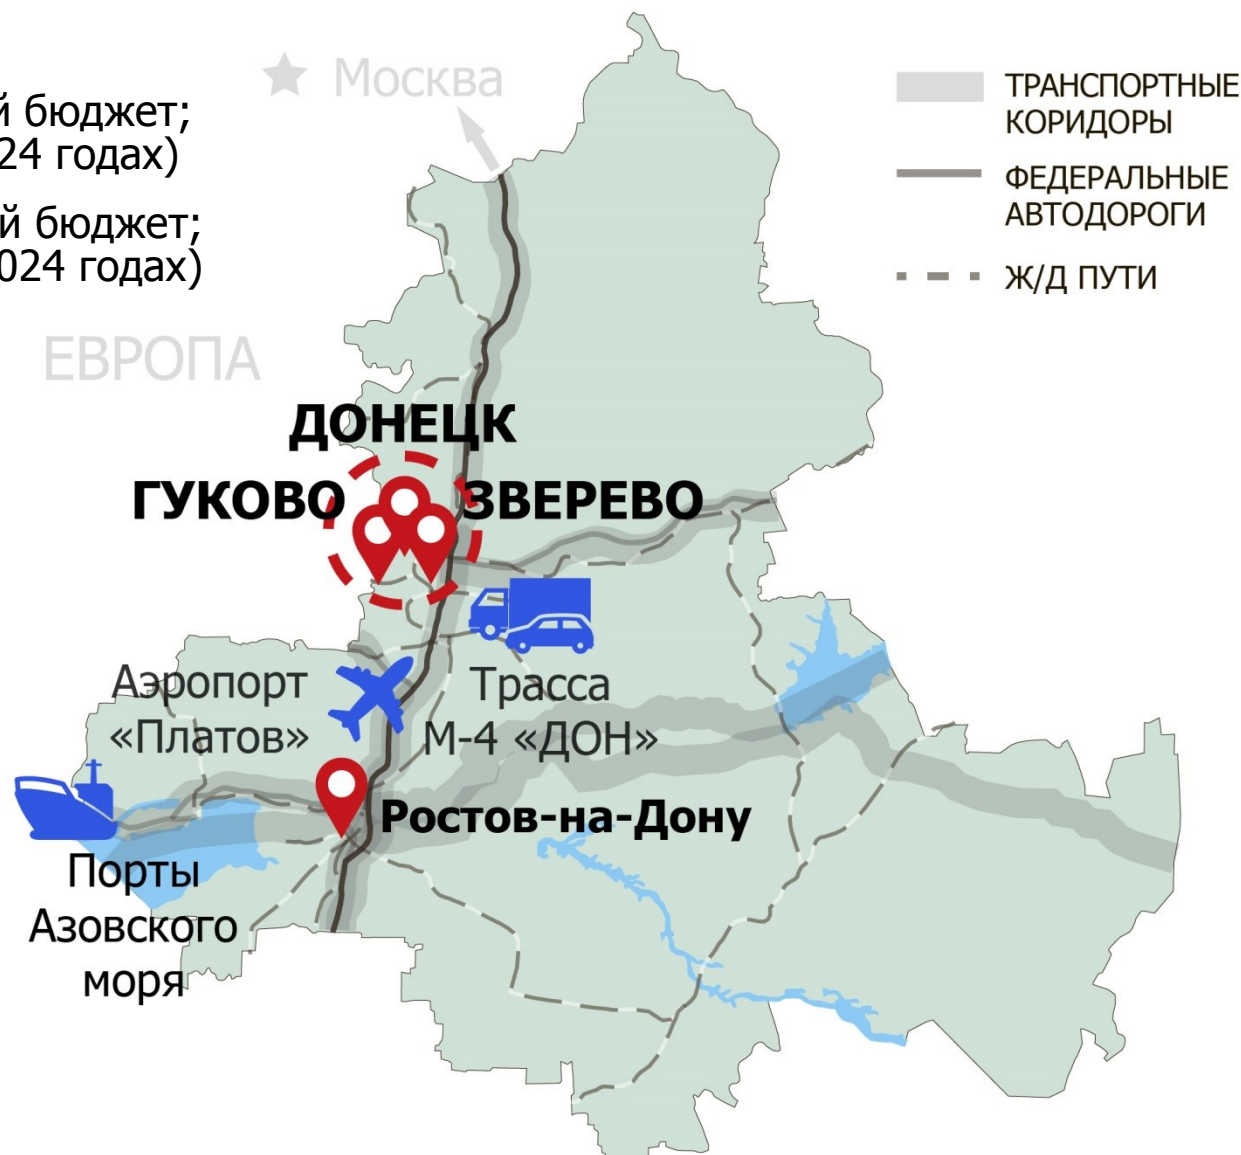 Москва
й бюджет;
24 годах)
й бюджет;
024 годах)
ТРАНСПОРТНЫЕ
КОРИДОРЫ
ФЕДЕРАЛЬНЫЕ
АВТОДОРОГИ
Ж/Д ПУТИ
ЕВРОПА
ДОНЕЦК
ГУКОВО
ЗВЕРЕВО
Аэропорт
«Платов»
Трасса
М-4 «ДОН»
Ростов-на-Дону
Порты
Азовского
моря